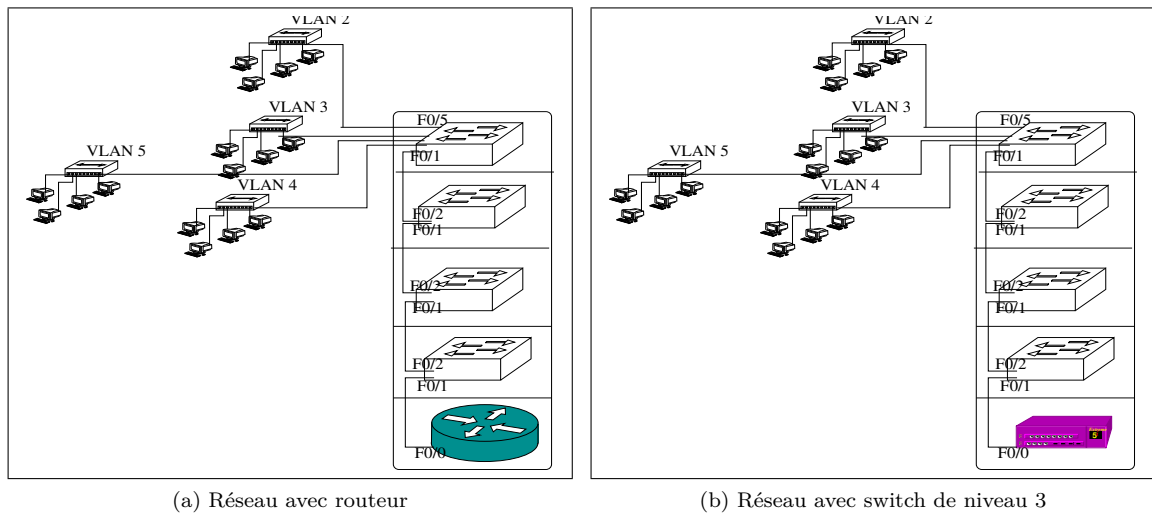 VLAN 2
VLAN 3
F0/5
VLAN 5
F0/1
VLAN 4
F0/2
F0/1
F0/2
F0/1
F0/2
F0/1
F0/0
(a) Réseau avec routeur
VLAN 2
VLAN 3
F0/5
VLAN 5
F0/1
VLAN 4
F0/2
F0/1
F0/2
F0/1
F0/2
F0/1
5
F0/0
(b) Réseau avec switch de niveau 3